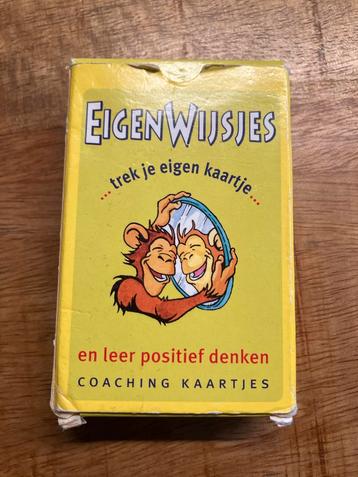 EIGENWIJSJES
...trek je eigen kaartje...
en leer positief denken
COACHING KAARTJES